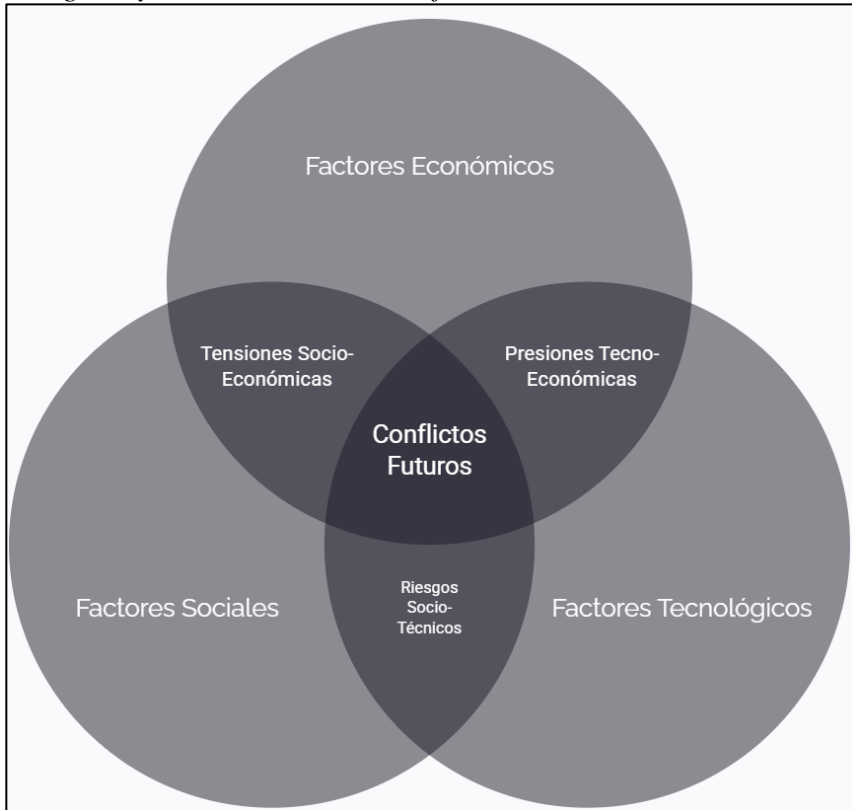 Factores Económicos
Tensiones Socio-
Económicas
Presiones Tecno-
Económicas
Conflictos
Futuros
Factores Sociales
Riesgos
Socio-
Técnicos
Factores Tecnológicos